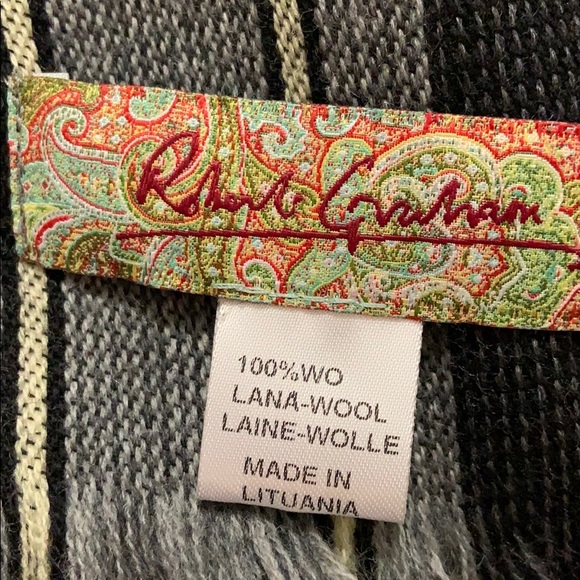 Robert Graham
100%WO
LANA-WOOL
LAINE-WOLLE
MADE IN
LITUANIA